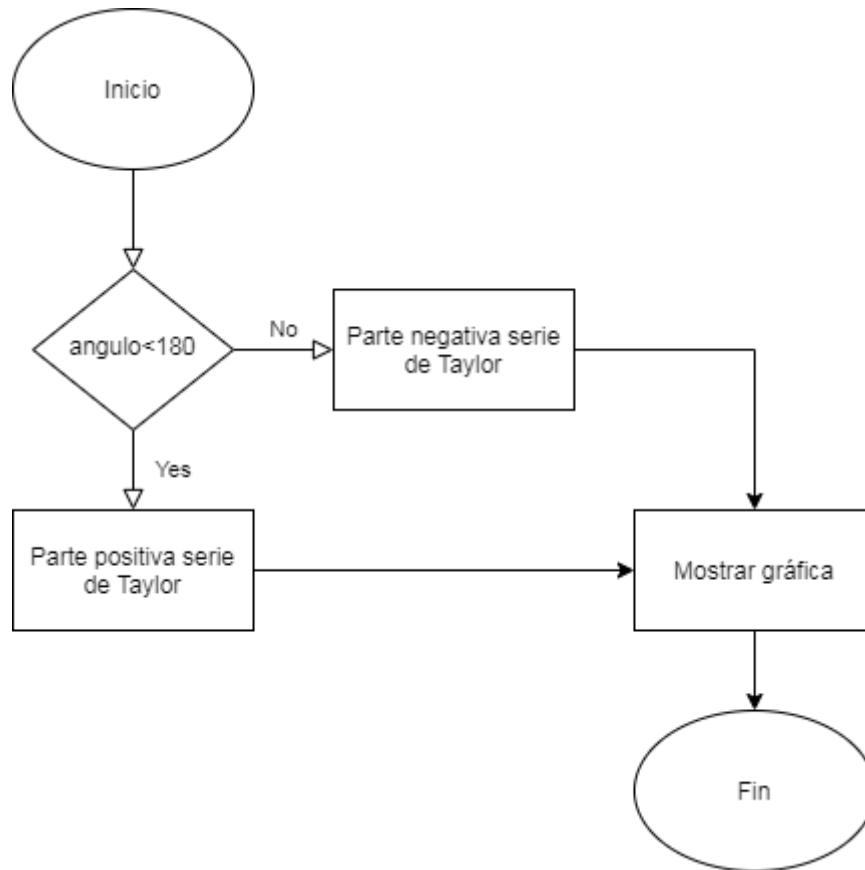 Inicio
angulo<180
No
Parte negativa serie
de Taylor
Yes
Parte positiva serie
de Taylor
Mostrar gráfica
Fin